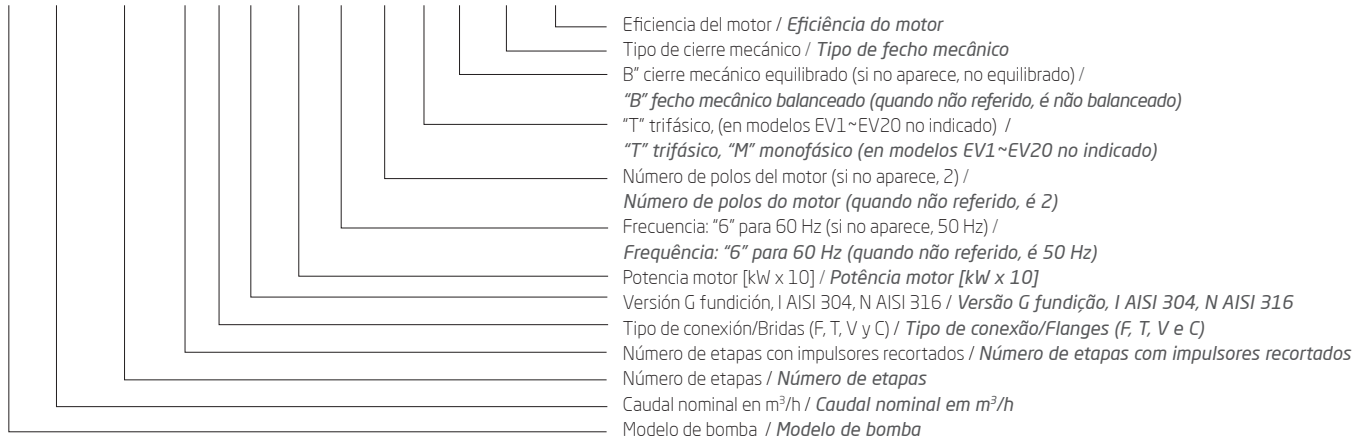 Eficiencia del motor / Eficiência do motor
Tipo de cierre mecánico / Tipo de fecho mecânico
B” cierre mecánico equilibrado (si no aparece, no equilibrado) /
“B” fecho mecânico balanceado (quando não referido, é não balanceado)
“T” trifásico, (en modelos EV1~EV20 no indicado) /
“T” trifásico, “M” monofásico (en modelos EV1~EV20 no indicado)
Número de polos del motor (si no aparece, 2) /
Número de polos do motor (quando não referido, é 2)
Frecuencia: “6” para 60 Hz (si no aparece, 50 Hz) /
Frequência: “6” para 60 Hz (quando não referido, é 50 Hz)
Potencia motor [kW x 10] / Potência motor [kW x 10]
Versión G fundición, I AISI 304, N AISI 316 / Versão G fundição, I AISI 304, N AISI 316
Tipo de conexión/Bridas (F, T, V y C) / Tipo de conexão/Flanges (F, T, V e C)
Número de etapas con impulsores recortados / Número de etapas com impulsores recortados
Número de etapas / Número de etapas
Caudal nominal en m³/h / Caudal nominal em m³/h
Modelo de bomba / Modelo de bomba